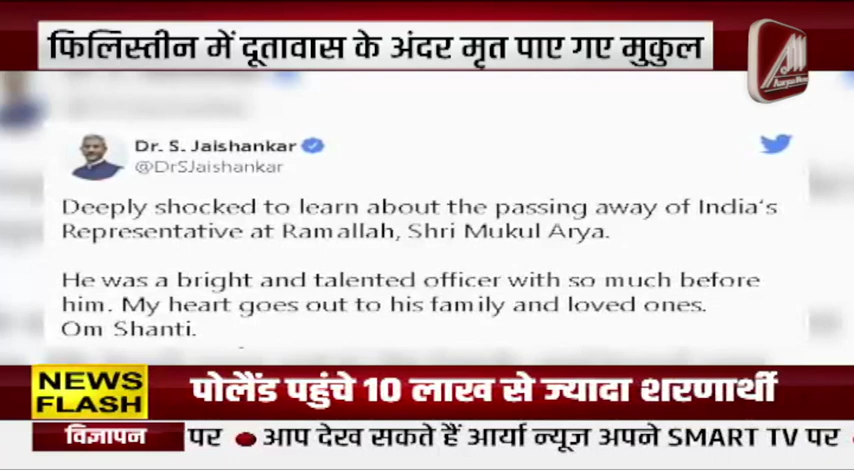 फिलिस्तीन में दूतावास के अंदर मृत पाए गए मुकुल
Dr. S. Jaishankar
@DrSJaishankar
Deeply shocked to learn about the passing away of India's
Representative at Ramallah, Shri Mukul Arya.
He was a bright and talented officer with so much before
him. My heart goes out to his family and loved ones.
Om Shanti.
NEWS
FLASH
पोलैंड पहुंचे 10 लाख से ज्यादा शरणार्थी
विज्ञापन
पर ● आप देख सकते हैं आर्या न्यूज अपने SMART TV पर